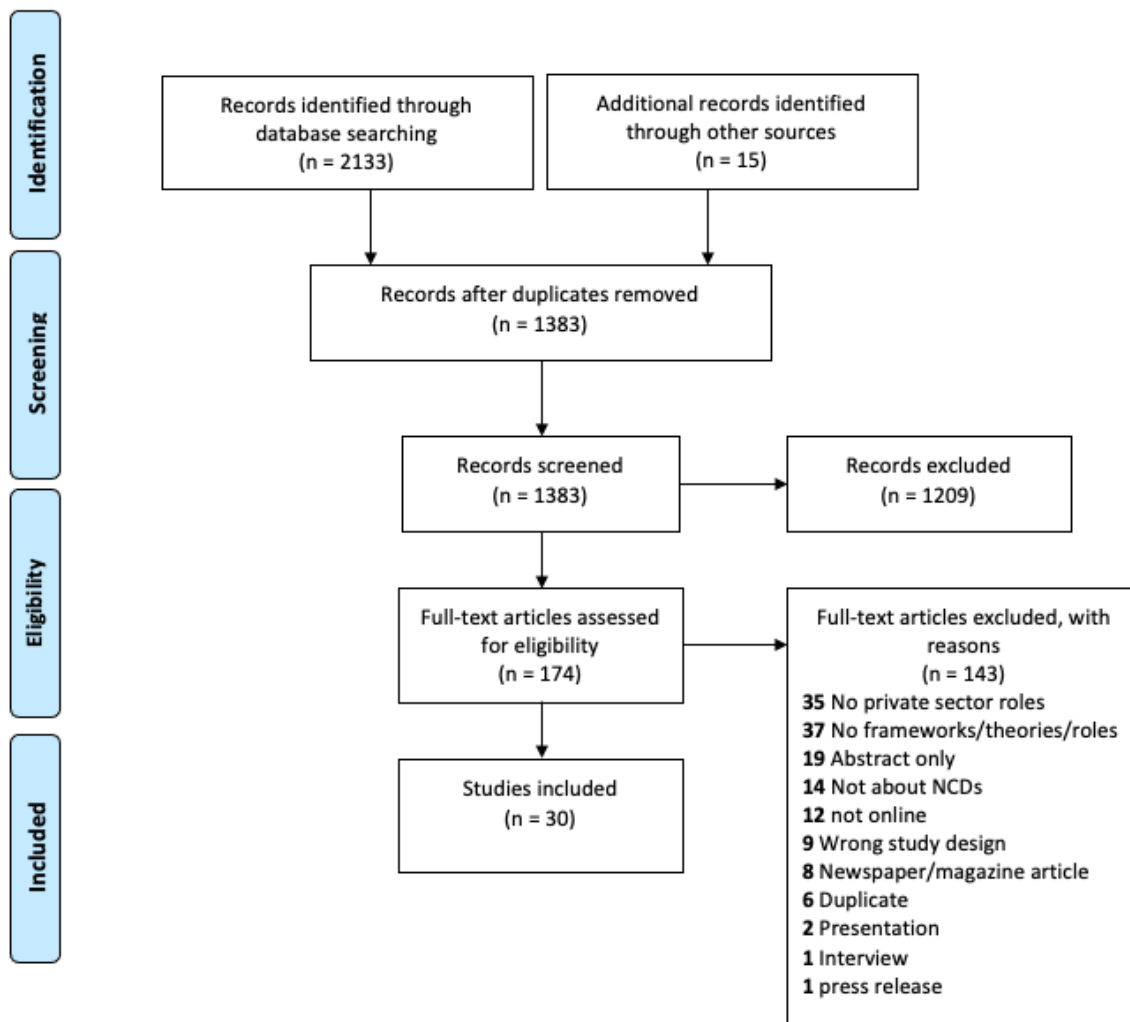 Identification
Records identified through
database searching
(n = 2133)
Additional records identified
through other sources
(n = 15)
Screening
Records after duplicates removed
(n = 1383)
Records screened
(n = 1383)
Records excluded
(n = 1209)
Eligibility
Full-text articles assessed
for eligibility
(n = 174)
Full-text articles excluded, with
reasons
(n = 143)
35 No private sector roles
37 No frameworks/theories/roles
19 Abstract only
14 Not about NCDs
12 not online
9 Wrong study design
8 Newspaper/magazine article
6 Duplicate
2 Presentation
1 Interview
1 press release
Included
Studies included
(n = 30)